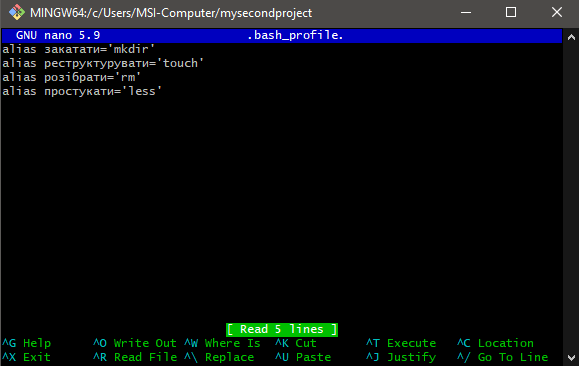 MINGW64:/c/Users/MSI-Computer/mysecondproject
GNU nano 5.9 .bash_profile.
alias закатати='mkdir'
alias реструктурувати='touch'
alias розібрати='rm'
alias простукати='less'
[ Read 5 lines ]
^G Help ^O Write Out ^W Where Is ^K Cut ^T Execute ^C Location
^X Exit ^R Read File ^\ Replace ^U Paste ^J Justify ^/ Go To Line